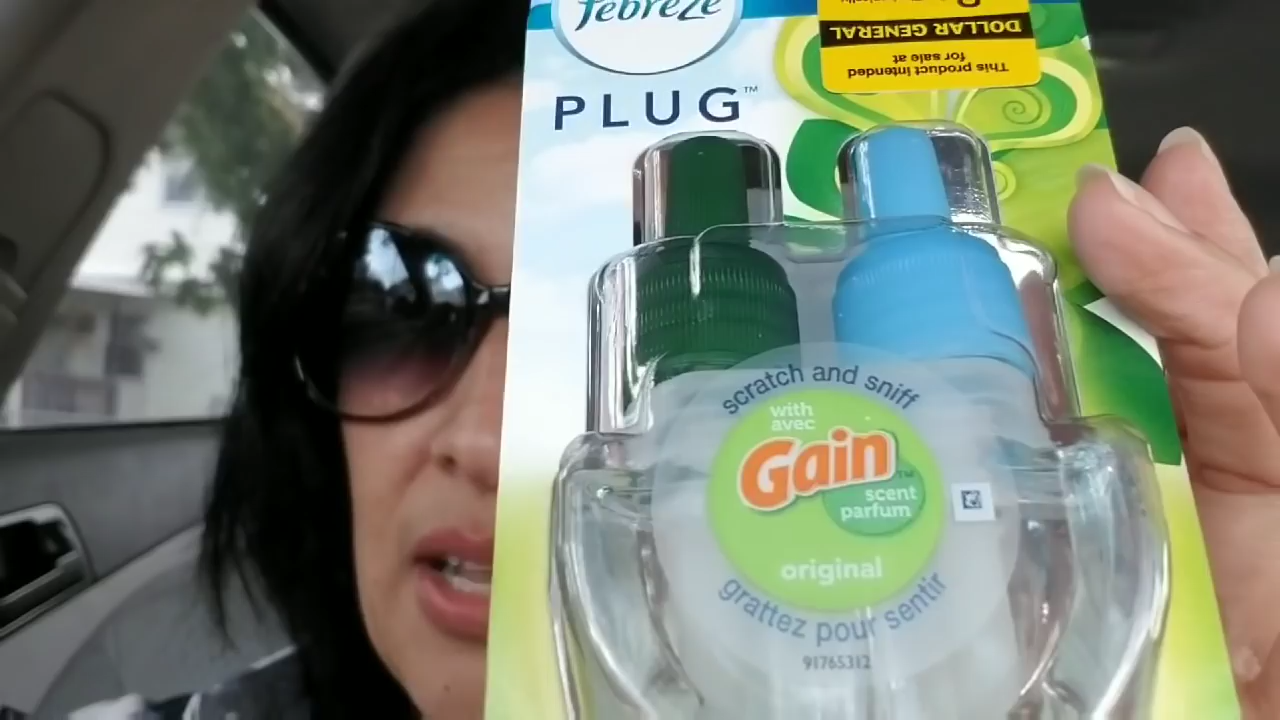 febreze
PLUG™
This product intended
for sale at
DOLLAR GENERAL
scratch and sniff
with
avec
Gain™
scent
parfum
original
grattez pour sentir
91765312